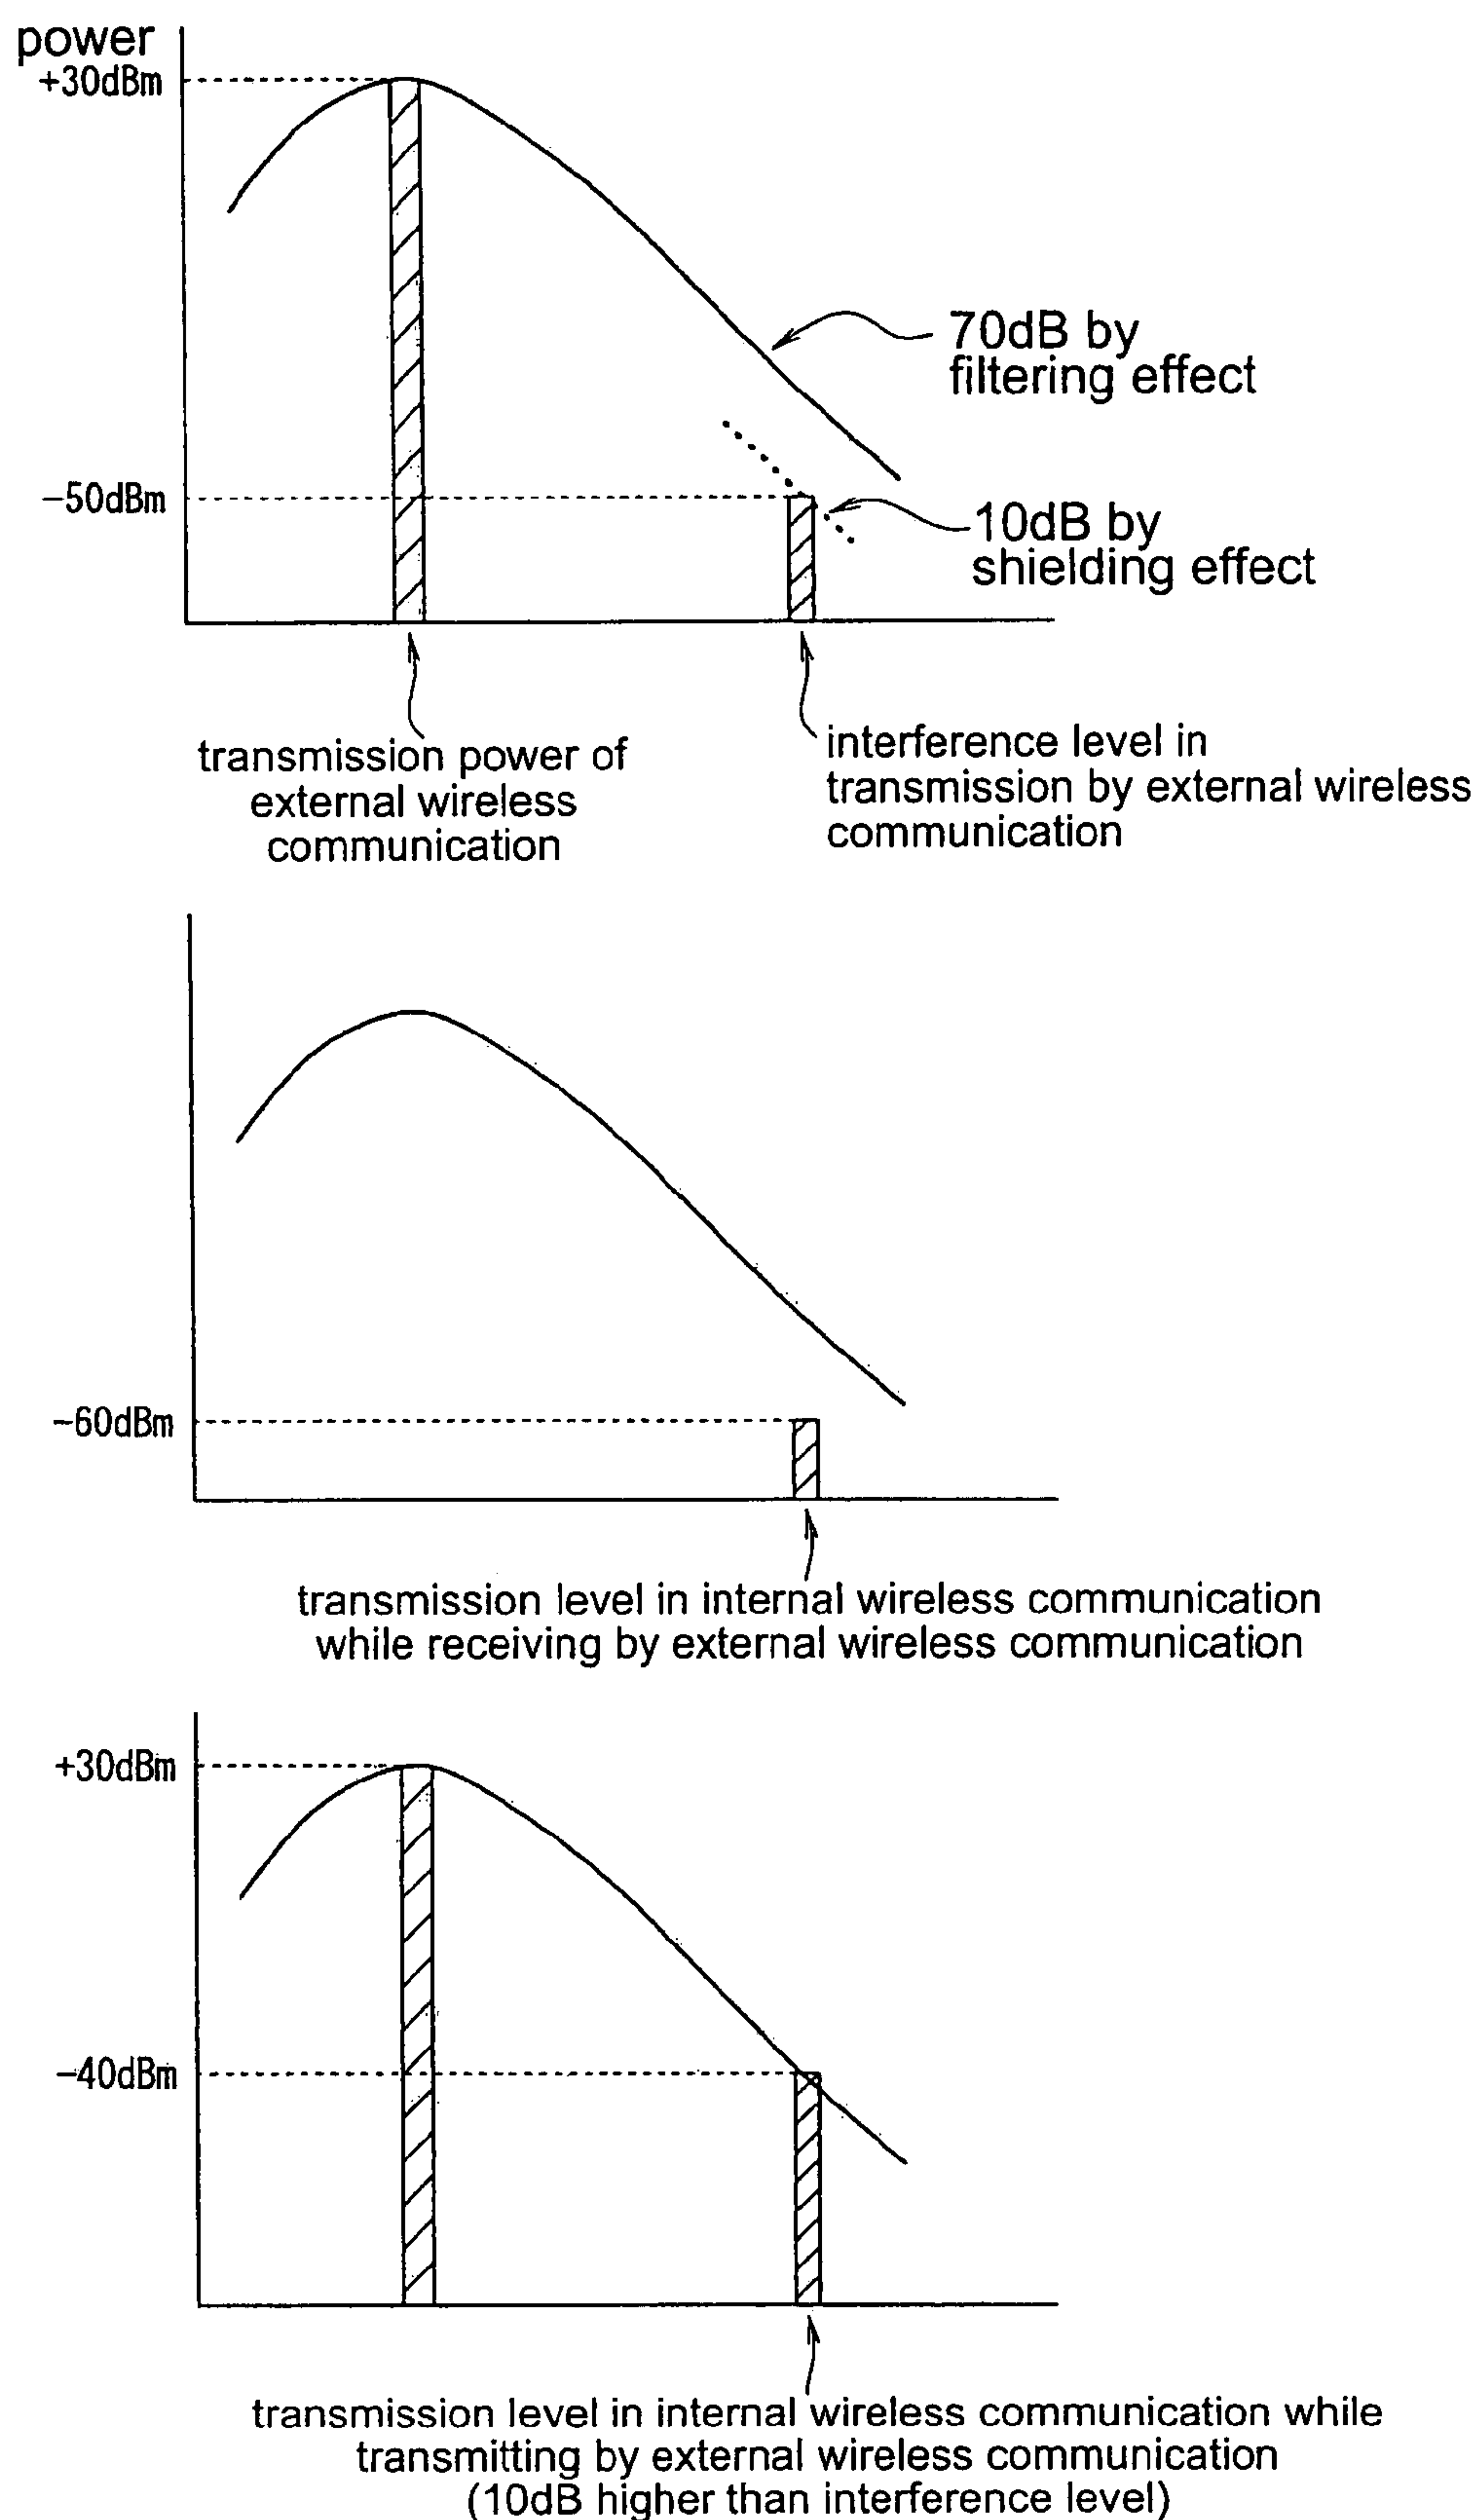 power
+30dBm
70dB by
filtering effect
−50dBm
10dB by
shielding effect
transmission power of
external wireless
communication
interference level in
transmission by external wireless
communication
−60dBm
transmission level in internal wireless communication
while receiving by external wireless communication
+30dBm
−40dBm
transmission level in internal wireless communication while
transmitting by external wireless communication
(10dB higher than interference level)